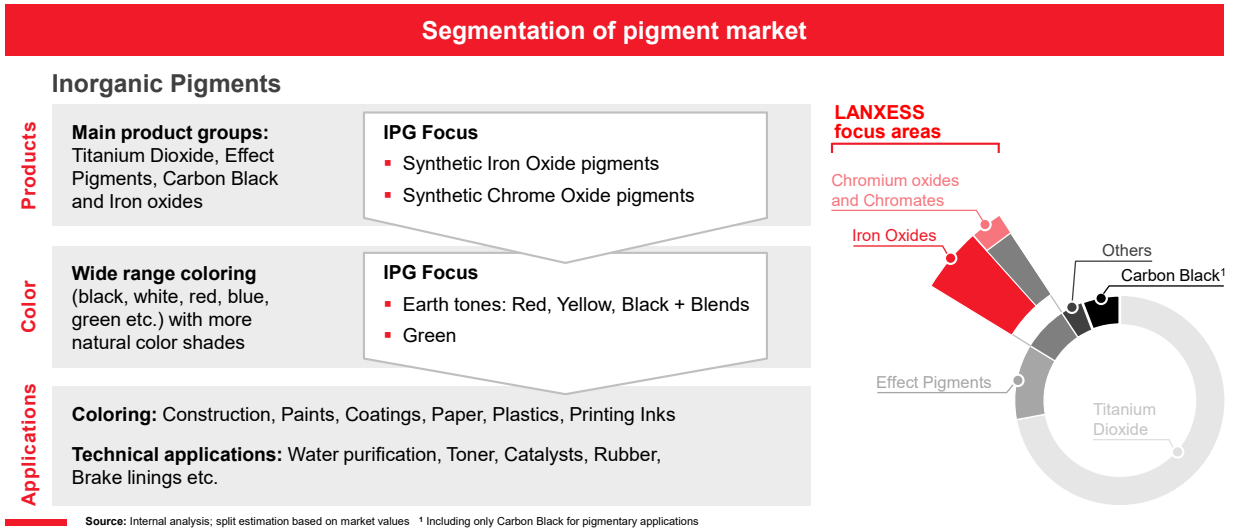 Segmentation of pigment market
Inorganic Pigments
Products
Main product groups:
Titanium Dioxide, Effect
Pigments, Carbon Black
and Iron oxides
IPG Focus
▪ Synthetic Iron Oxide pigments
▪ Synthetic Chrome Oxide pigments
Color
Wide range coloring
(black, white, red, blue,
green etc.) with more
natural color shades
IPG Focus
▪ Earth tones: Red, Yellow, Black + Blends
▪ Green
Applications
Coloring: Construction, Paints, Coatings, Paper, Plastics, Printing Inks
Technical applications: Water purification, Toner, Catalysts, Rubber,
Brake linings etc.
LANXESS
focus areas
Chromium oxides
and Chromates
Iron Oxides
Others
Carbon Black¹
Effect Pigments
Titanium
Dioxide
Source: Internal analysis; split estimation based on market values ¹ Including only Carbon Black for pigmentary applications